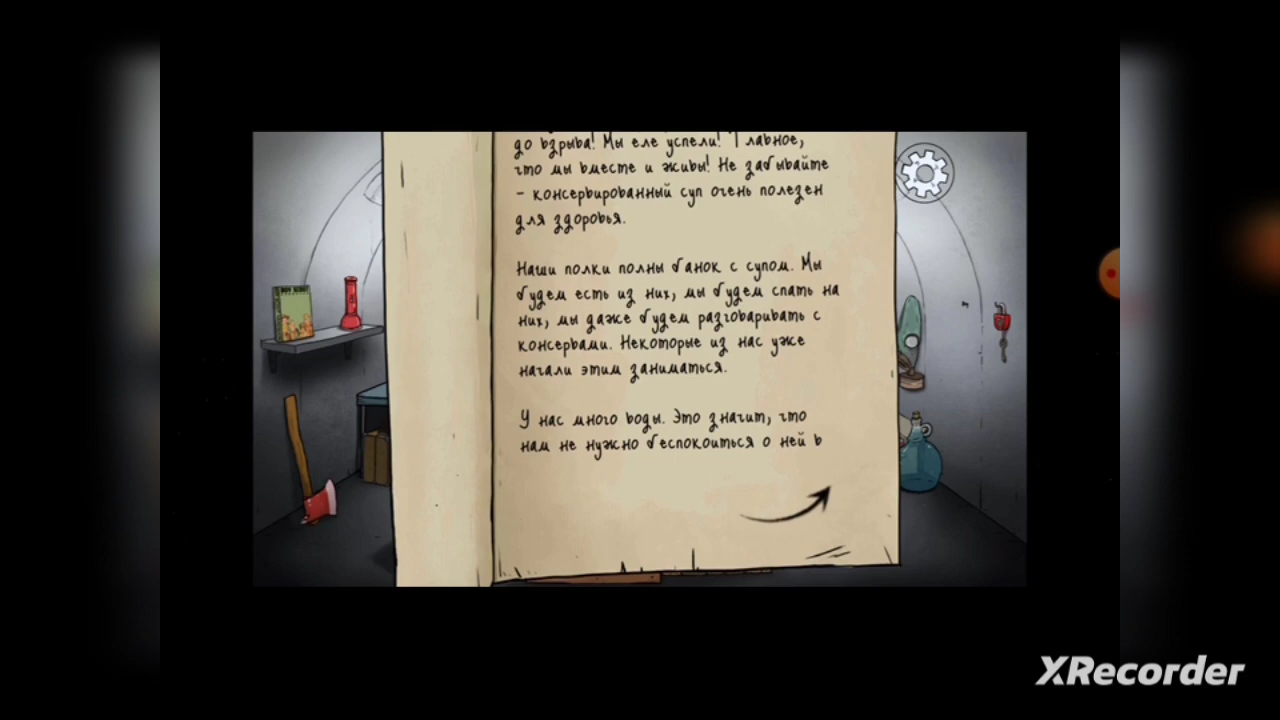 до взрыва! Мы еле успели! Главное,
что мы вместе и живы! Не забывайте
- консервированный суп очень полезен
для здоровья.
Наши полки полны банок с супом. Мы
будем есть из них, мы будем спать на
них, мы даже будем разговаривать с
консервами. Некоторые из нас уже
начали этим заниматься.
У нас много воды. Это значит, что
нам не нужно беспокоиться о ней в
XRecorder